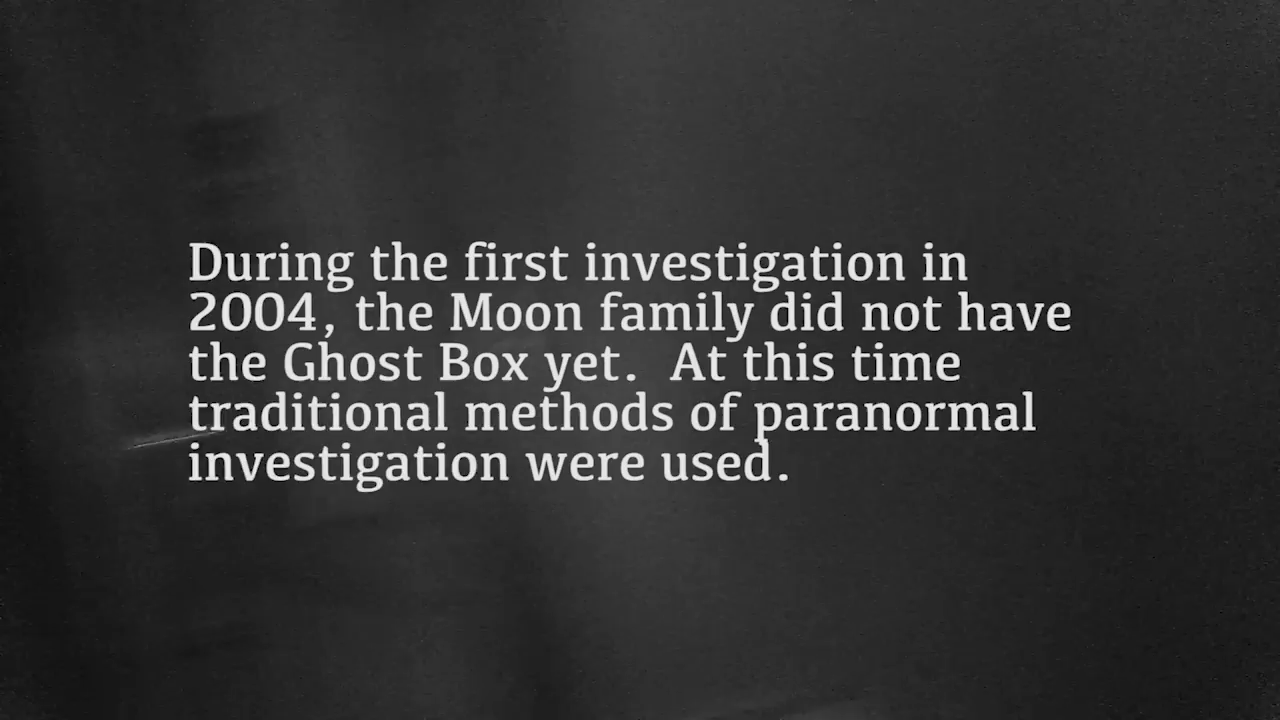 During the first investigation in
2004, the Moon family did not have
the Ghost Box yet.  At this time
traditional methods of paranormal
investigation were used.